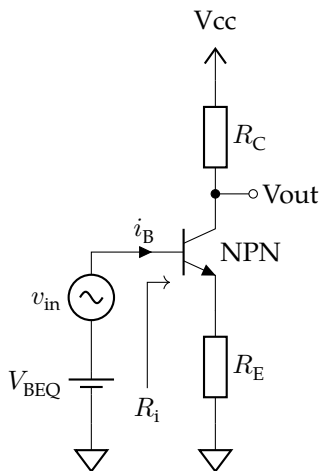 Vcc
R_C
Vout
i_B
NPN
v_in
R_E
V_BEQ
R_i